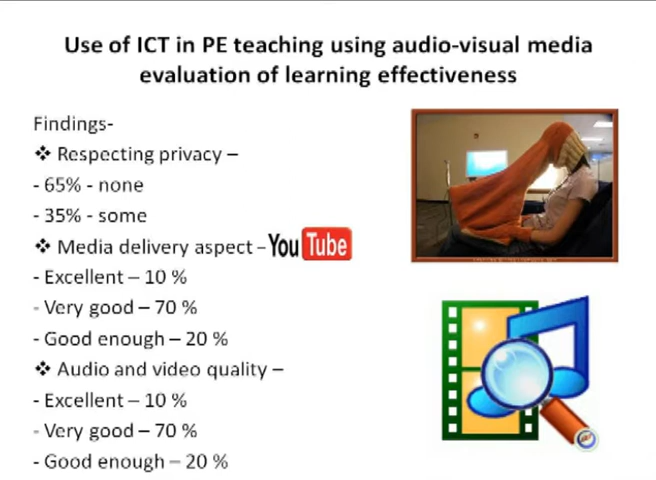 Use of ICT in PE teaching using audio-visual media
evaluation of learning effectiveness
Findings-
❖ Respecting privacy –
- 65% - none
- 35% - some
❖ Media delivery aspect – YouTube
- Excellent – 10 %
- Very good – 70 %
- Good enough – 20 %
❖ Audio and video quality –
- Excellent – 10 %
- Very good – 70 %
- Good enough – 20 %